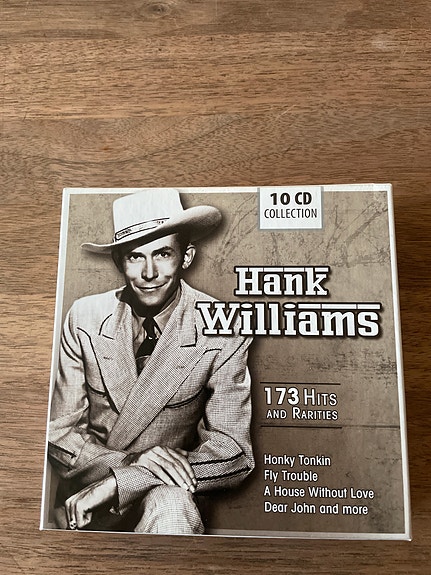 10 CD
COLLECTION
Hank
Williams
173 HITS
AND RARITIES
Honky Tonkin
Fly Trouble
A House Without Love
Dear John and more